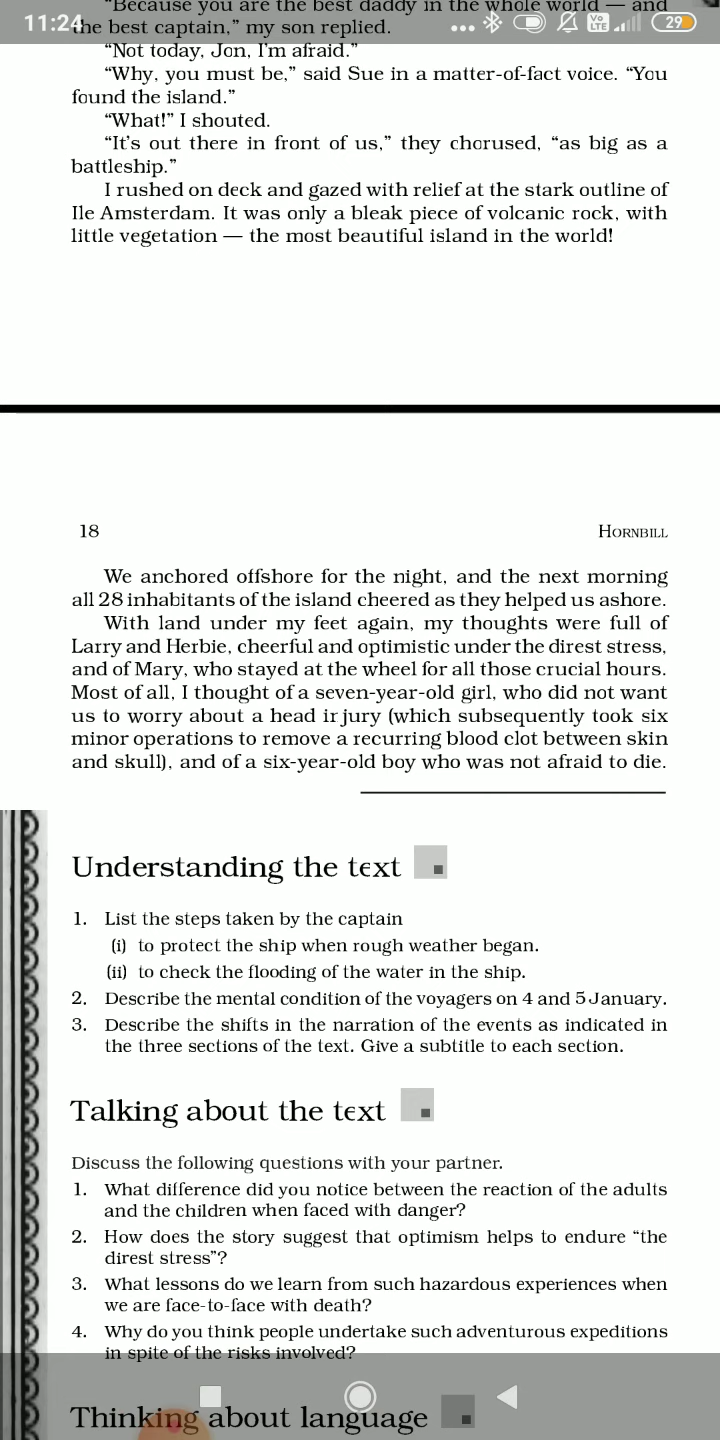 "Because you are the best daddy in the whole world — and
11:24
Vo LTE
29
the best captain," my son replied.
"Not today, Jon, I'm afraid."
"Why, you must be," said Sue in a matter-of-fact voice. "You
found the island."
"What!" I shouted.
"It's out there in front of us," they chorused, "as big as a
battleship."
I rushed on deck and gazed with relief at the stark outline of
Ile Amsterdam. It was only a bleak piece of volcanic rock, with
little vegetation — the most beautiful island in the world!
18 HORNBILL
We anchored offshore for the night, and the next morning
all 28 inhabitants of the island cheered as they helped us ashore.
With land under my feet again, my thoughts were full of
Larry and Herbie, cheerful and optimistic under the direst stress,
and of Mary, who stayed at the wheel for all those crucial hours.
Most of all, I thought of a seven-year-old girl, who did not want
us to worry about a head injury (which subsequently took six
minor operations to remove a recurring blood clot between skin
and skull), and of a six-year-old boy who was not afraid to die.
Understanding the text
1. List the steps taken by the captain
(i) to protect the ship when rough weather began.
(ii) to check the flooding of the water in the ship.
2. Describe the mental condition of the voyagers on 4 and 5 January.
3. Describe the shifts in the narration of the events as indicated in
the three sections of the text. Give a subtitle to each section.
Talking about the text
Discuss the following questions with your partner.
1. What difference did you notice between the reaction of the adults
and the children when faced with danger?
2. How does the story suggest that optimism helps to endure "the
direst stress"?
3. What lessons do we learn from such hazardous experiences when
we are face-to-face with death?
4. Why do you think people undertake such adventurous expeditions
in spite of the risks involved?
Thinking about language